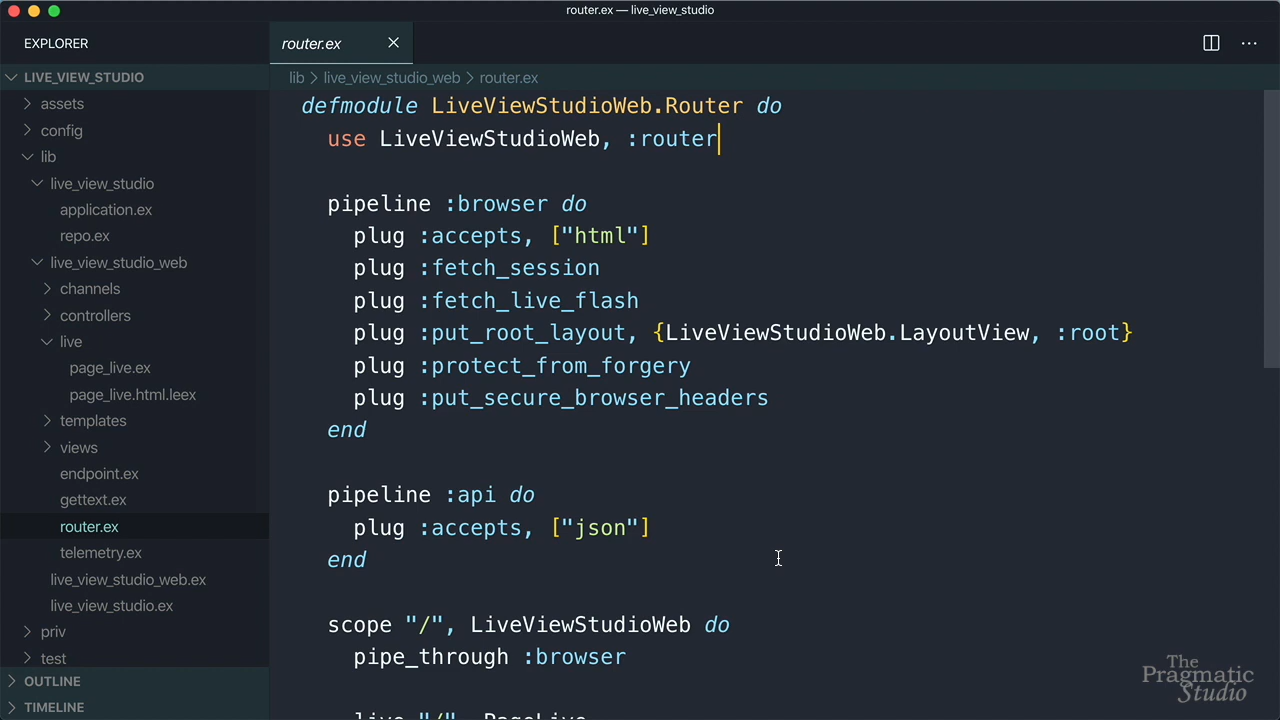 router.ex — live_view_studio
EXPLORER
LIVE_VIEW_STUDIO
assets
config
lib
live_view_studio
application.ex
repo.ex
live_view_studio_web
channels
controllers
live
page_live.ex
page_live.html.leex
templates
views
endpoint.ex
gettext.ex
router.ex
telemetry.ex
live_view_studio_web.ex
live_view_studio.ex
priv
test
OUTLINE
TIMELINE
router.ex
lib > live_view_studio_web > router.ex
defmodule LiveViewStudioWeb.Router do
  use LiveViewStudioWeb, :router
  pipeline :browser do
    plug :accepts, ["html"]
    plug :fetch_session
    plug :fetch_live_flash
    plug :put_root_layout, {LiveViewStudioWeb.LayoutView, :root}
    plug :protect_from_forgery
    plug :put_secure_browser_headers
  end
  pipeline :api do
    plug :accepts, ["json"]
  end
  scope "/", LiveViewStudioWeb do
    pipe_through :browser
    live "/", PageLive
The
Pragmatic
Studio